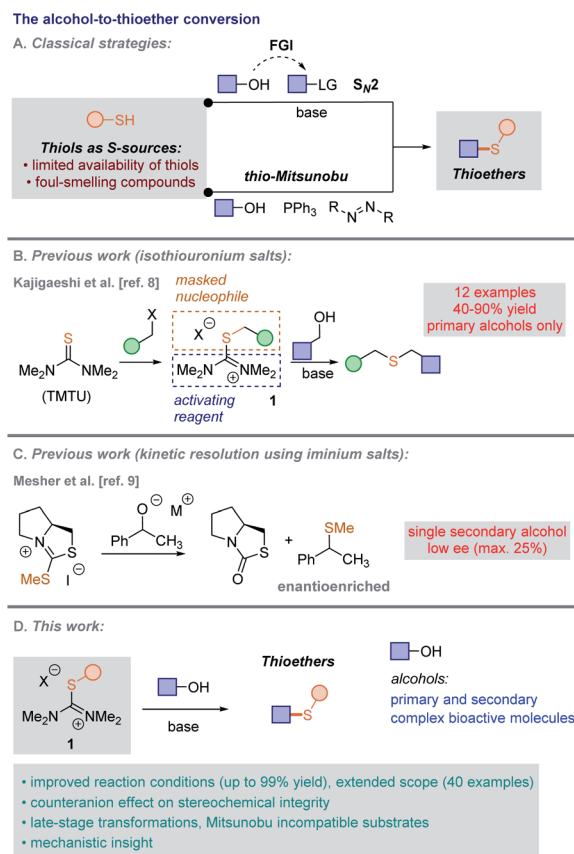 The alcohol-to-thioether conversion
A. Classical strategies:
FGI
OH
LG
SN2
base
SH
Thiols as S-sources:
• limited availability of thiols
• foul-smelling compounds
thio-Mitsunobu
OH
PPh3
R
N
N
R
S
Thioethers
B. Previous work (isothiouronium salts):
Kajigaeshi et al. [ref. 8]
masked
nucleophile
12 examples
40-90% yield
primary alcohols only
S
Me2N
NMe2
(TMTU)
X
X⊖
S
Me2N
NMe2
⊕
activating
reagent
1
OH
base
S
C. Previous work (kinetic resolution using iminium salts):
Mesher et al. [ref. 9]
⊕
N
S
MeS
I⊖
O⊖
M⊕
Ph
CH3
N
S
O
+
SMe
Ph
CH3
enantioenriched
single secondary alcohol
low ee (max. 25%)
D. This work:
X⊖
S
Me2N
NMe2
⊕
1
OH
base
Thioethers
S
OH
alcohols:
primary and secondary
complex bioactive molecules
• improved reaction conditions (up to 99% yield), extended scope (40 examples)
• counteranion effect on stereochemical integrity
• late-stage transformations, Mitsunobu incompatible substrates
• mechanistic insight